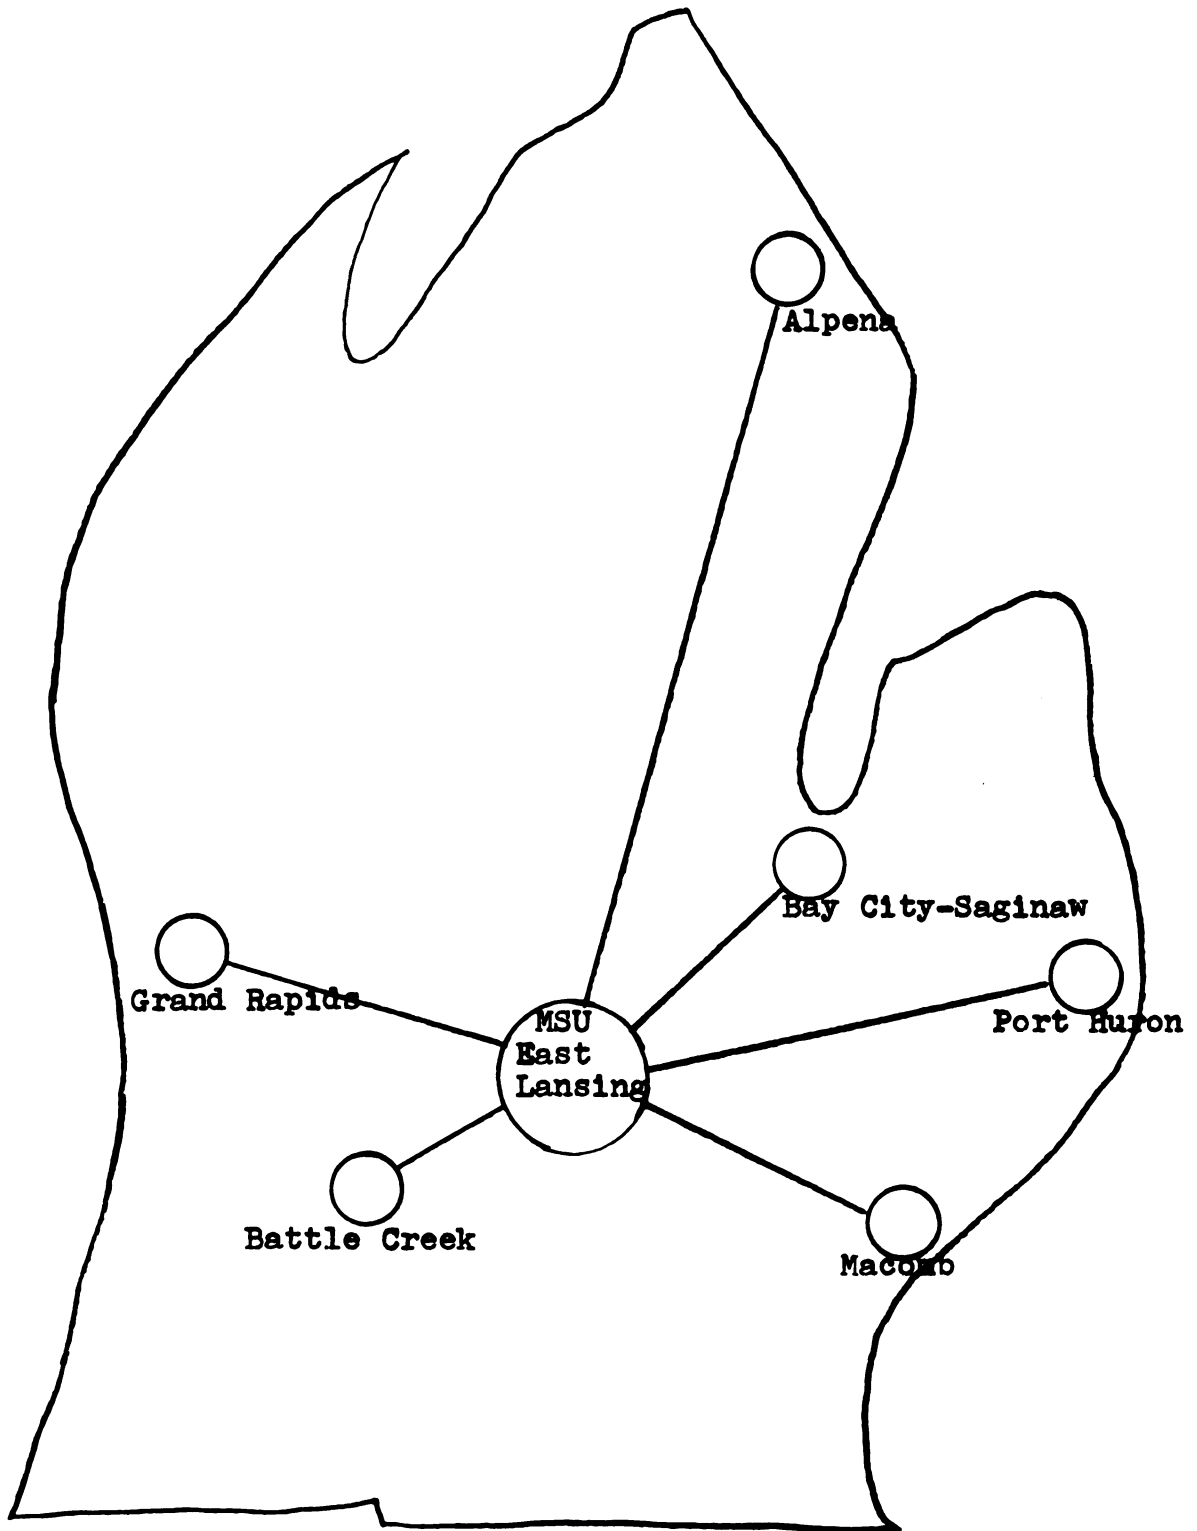 Alpena
Bay City-Saginaw
Grand Rapids
Port Huron
MSU
East
Lansing
Battle Creek
Macomb